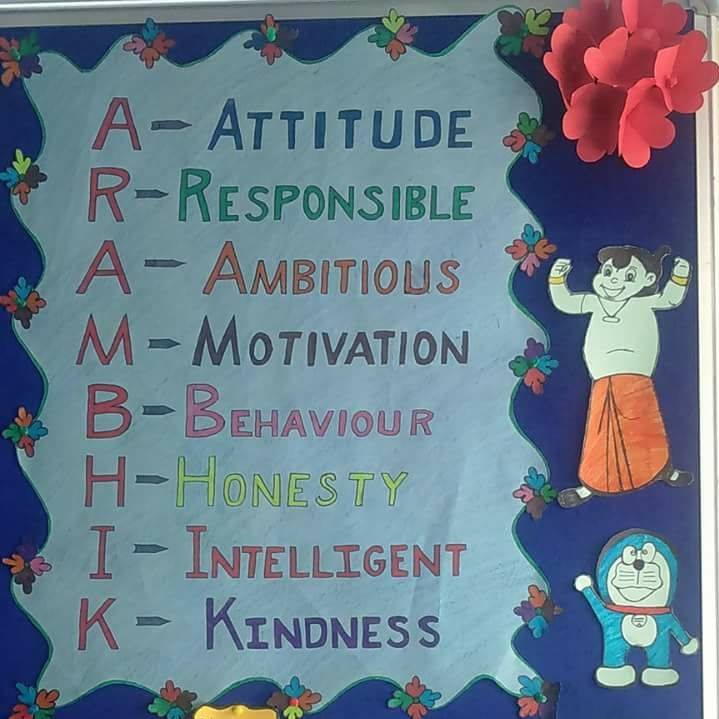 A - ATTITUDE
R - RESPONSIBLE
A - AMBITIOUS
M - MOTIVATION
B - BEHAVIOUR
H - HONESTY
I - INTELLIGENT
K - KINDNESS